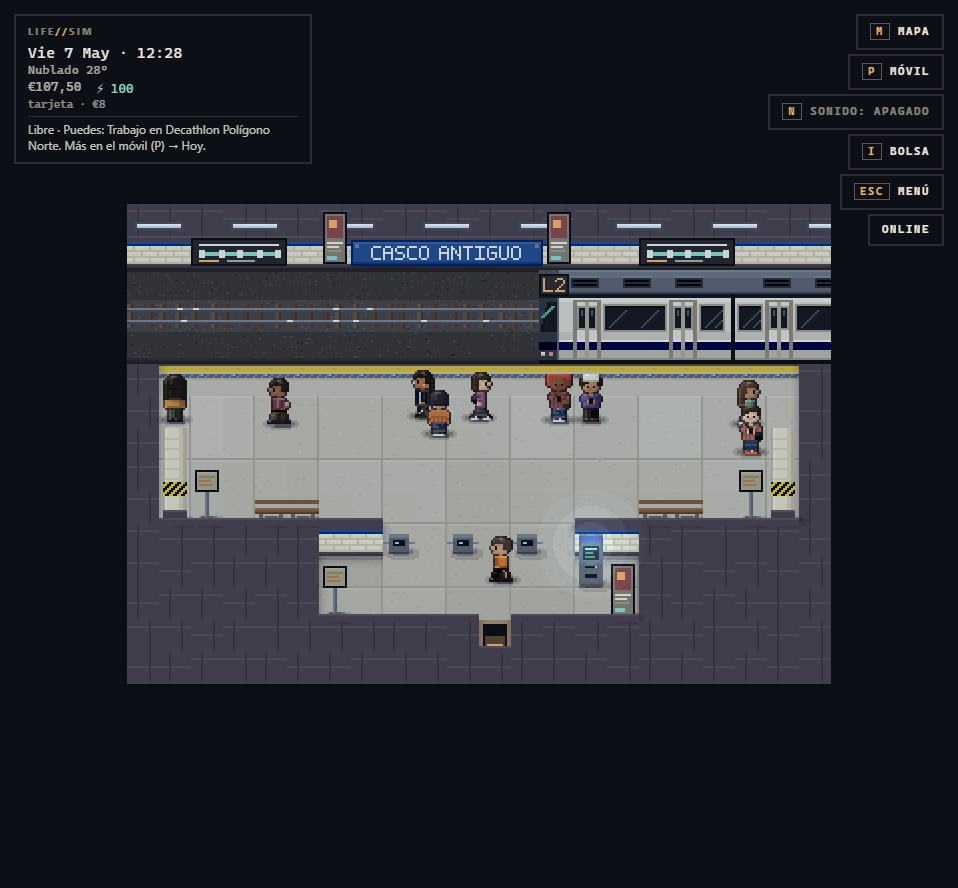 LIFE//SIM
Vie 7 May · 12:28
Nublado 28º
€107,50 ⚡ 100
tarjeta · €8
Libre · Puedes: Trabajo en Decathlon Polígono
Norte. Más en el móvil (P) → Hoy.
M MAPA
P MÓVIL
N SONIDO: APAGADO
I BOLSA
ESC MENÚ
ONLINE
CASCO ANTIGUO
L2